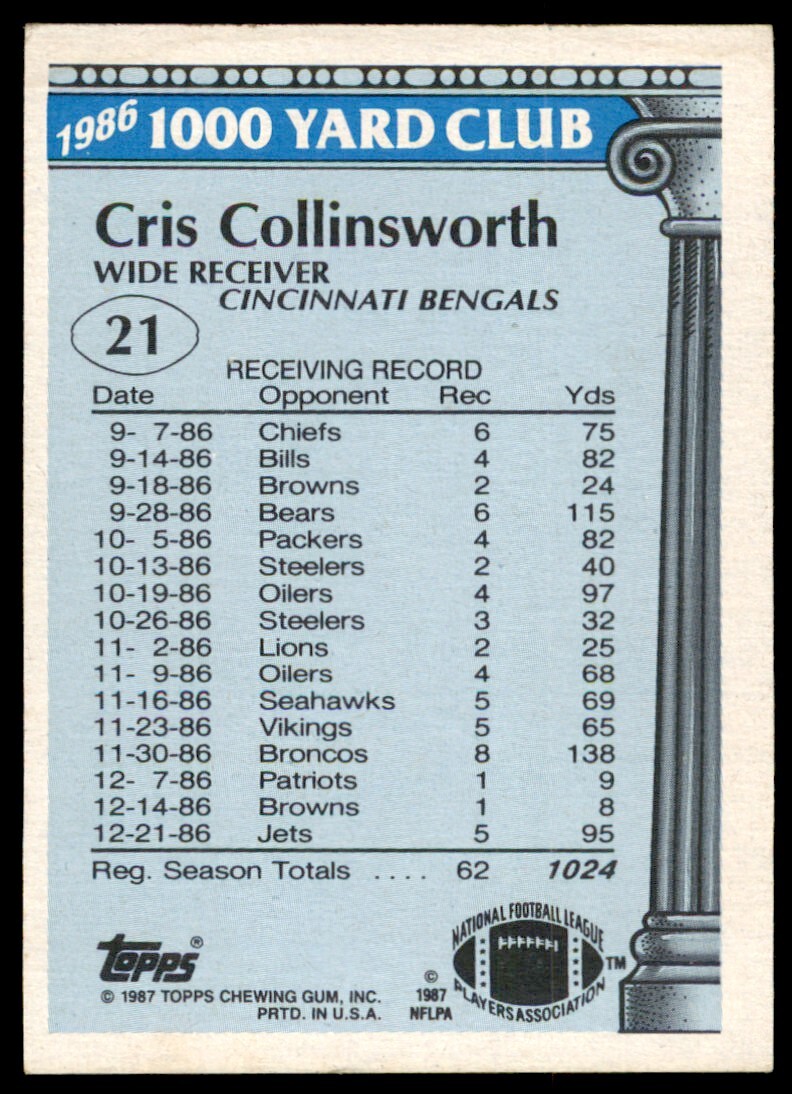 1986 1000 YARD CLUB
Cris Collinsworth
WIDE RECEIVER
CINCINNATI BENGALS
21
RECEIVING RECORD
Date Opponent Rec Yds
9- 7-86 Chiefs 6 75
9-14-86 Bills 4 82
9-18-86 Browns 2 24
9-28-86 Bears 6 115
10- 5-86 Packers 4 82
10-13-86 Steelers 2 40
10-19-86 Oilers 4 97
10-26-86 Steelers 3 32
11- 2-86 Lions 2 25
11- 9-86 Oilers 4 68
11-16-86 Seahawks 5 69
11-23-86 Vikings 5 65
11-30-86 Broncos 8 138
12- 7-86 Patriots 1 9
12-14-86 Browns 1 8
12-21-86 Jets 5 95
Reg. Season Totals .... 62 1024
Topps®
© 1987 TOPPS CHEWING GUM, INC.
PRTD. IN U.S.A.
©
1987
NFLPA
NATIONAL FOOTBALL LEAGUE
PLAYERS ASSOCIATION
TM